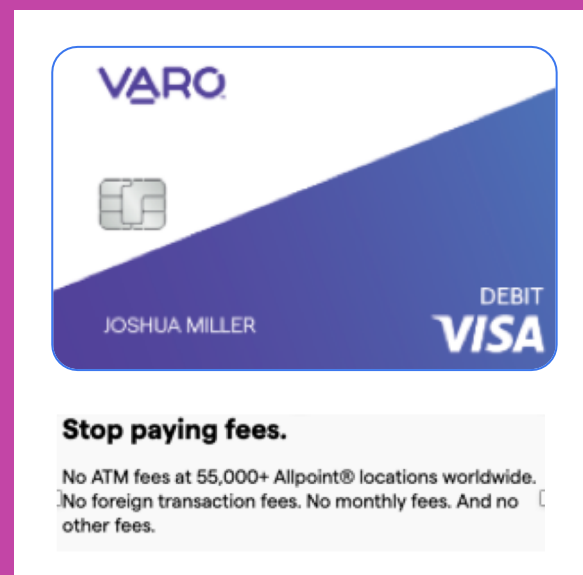 VARO
JOSHUA MILLER
DEBIT
VISA
Stop paying fees.
No ATM fees at 55,000+ Allpoint® locations worldwide.
No foreign transaction fees. No monthly fees. And no
other fees.